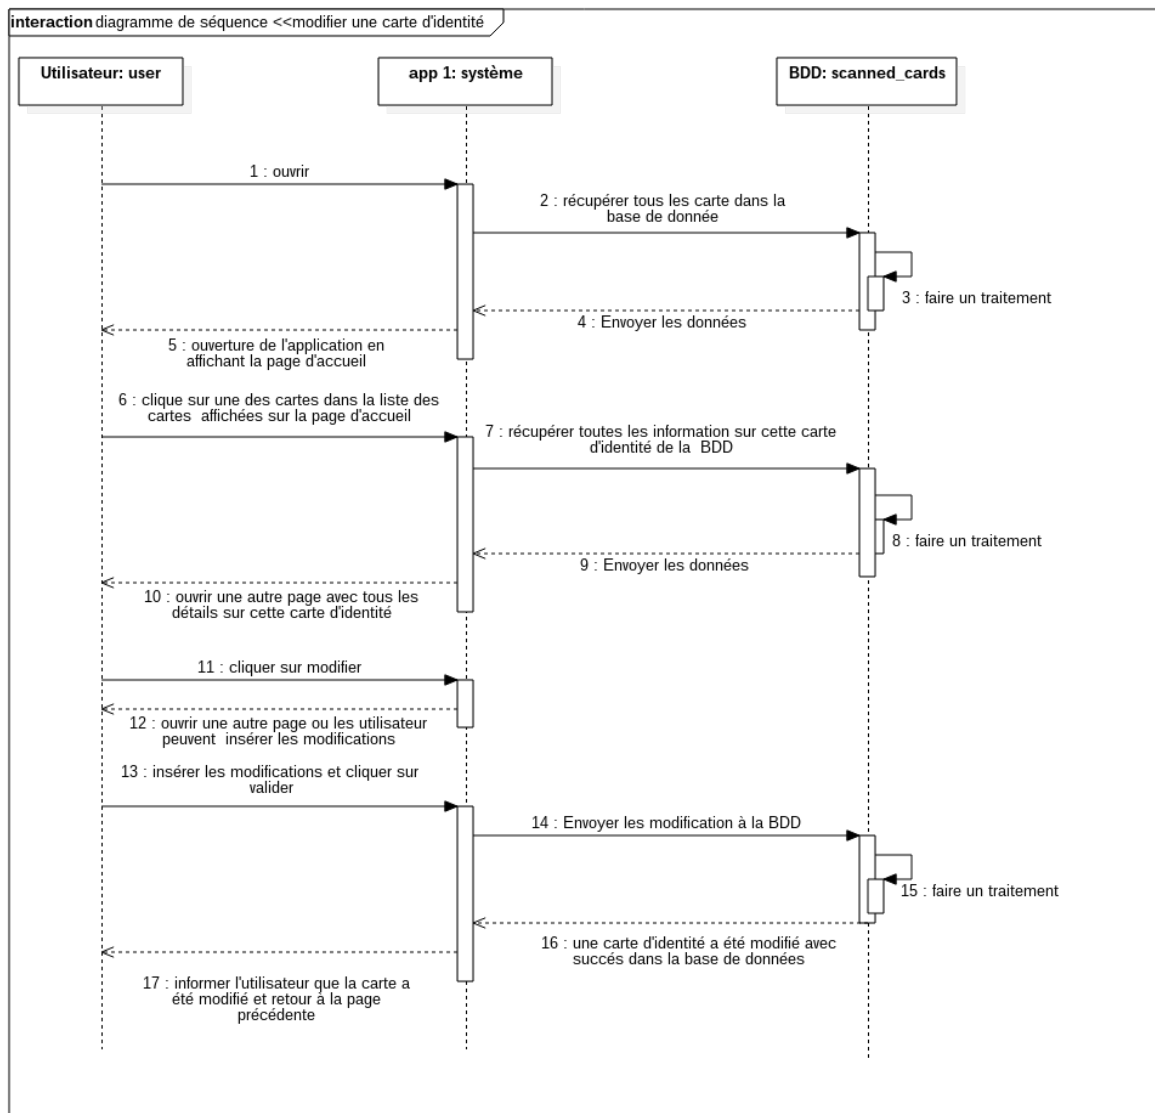 interaction diagramme de séquence <<modifier une carte d'identité
Utilisateur: user
app 1: système
BDD: scanned_cards
1 : ouvrir
2 : récupérer tous les carte dans la
base de donnée
3 : faire un traitement
4 : Envoyer les données
5 : ouverture de l'application en
affichant la page d'accueil
6 : clique sur une des cartes dans la liste des
cartes  affichées sur la page d'accueil
7 : récupérer toutes les information sur cette carte
d'identité de la  BDD
8 : faire un traitement
9 : Envoyer les données
10 : ouvrir une autre page avec tous les
détails sur cette carte d'identité
11 : cliquer sur modifier
12 : ouvrir une autre page ou les utilisateur
peuvent  insérer les modifications
13 : insérer les modifications et cliquer sur
valider
14 : Envoyer les modification à la BDD
15 : faire un traitement
16 : une carte d'identité a été modifié avec
succés dans la base de données
17 : informer l'utilisateur que la carte a
été modifié et retour à la page
précédente